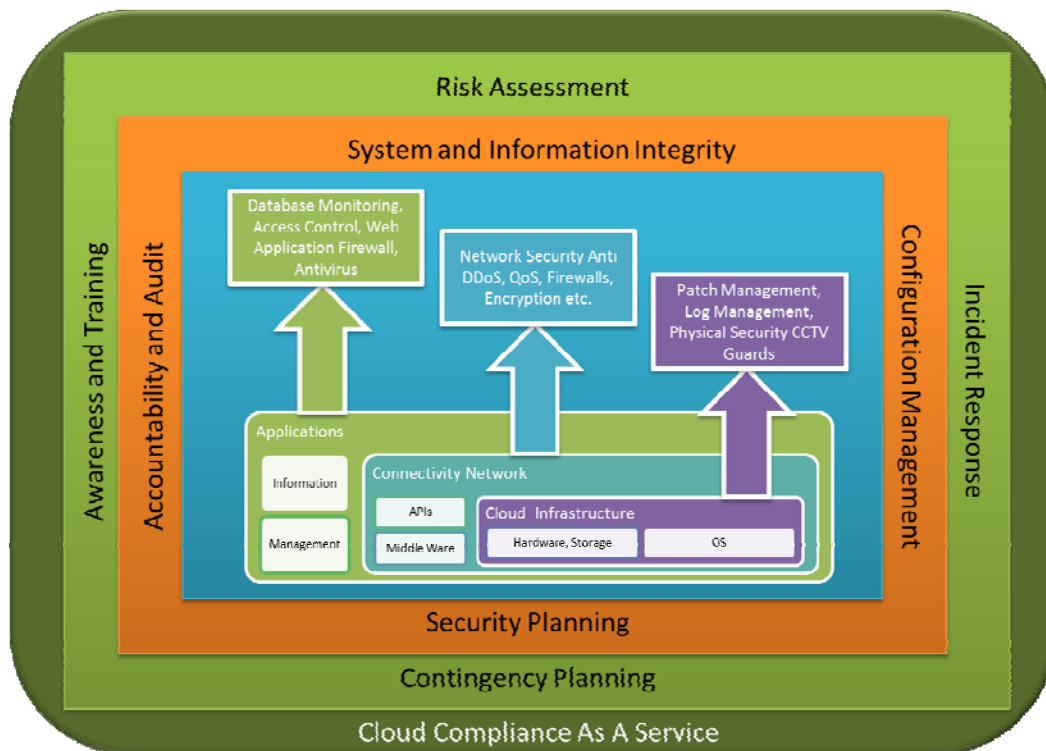 Risk Assessment
System and Information Integrity
Database Monitoring,
Access Control, Web
Application Firewall,
Antivirus
Network Security Anti
DDoS, QoS, Firewalls,
Encryption etc.
Patch Management,
Log Management,
Physical Security CCTV
Guards
Awareness and Training
Accountability and Audit
Configuration Management
Incident Response
Applications
Information
Management
Connectivity Network
APIs
Middle Ware
Cloud Infrastructure
Hardware, Storage
OS
Security Planning
Contingency Planning
Cloud Compliance As A Service